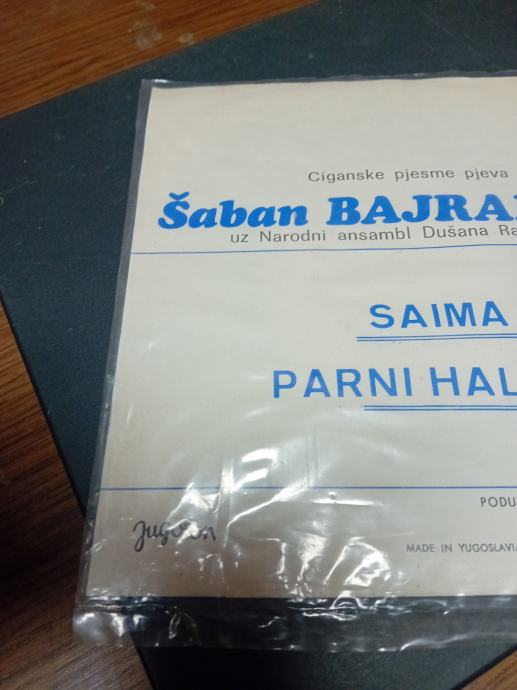 Ciganske pjesme pjeva
Šaban BAJRA
uz Narodni ansambl Dušana Ra
SAIMA
PARNI HAL
PODU
Jugoton
MADE IN YUGOSLAVIA